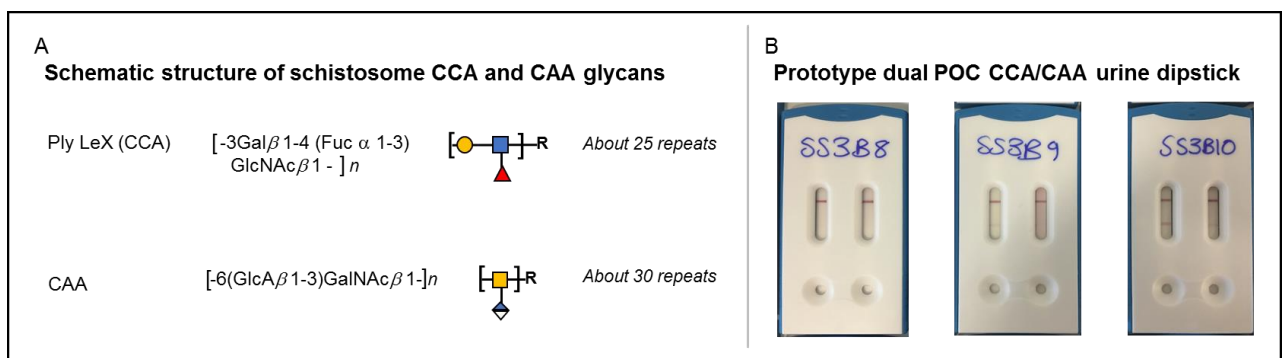 A
Schematic structure of schistosome CCA and CAA glycans
Ply LeX (CCA)
[-3Galβ1-4 (Fuc α 1-3)
GlcNAcβ1 - ] n
R
About 25 repeats
CAA
[-6(GlcAβ1-3)GalNAcβ1-]n
R
About 30 repeats
B
Prototype dual POC CCA/CAA urine dipstick
SS3B8
SS3B9
SS3B10